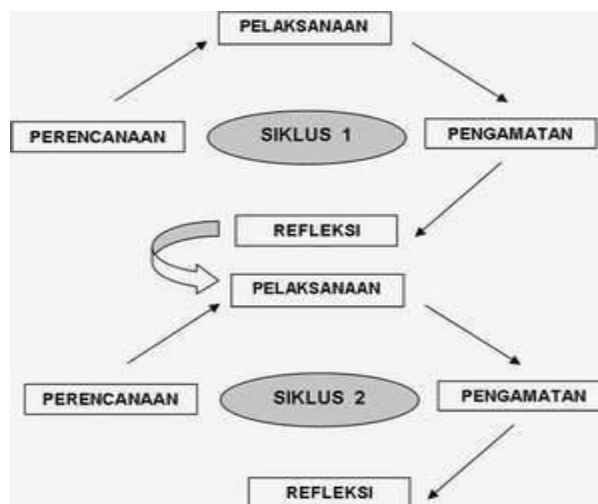 PELAKSANAAN
PERENCANAAN
SIKLUS 1
PENGAMATAN
REFLEKSI
PELAKSANAAN
PERENCANAAN
SIKLUS 2
PENGAMATAN
REFLEKSI